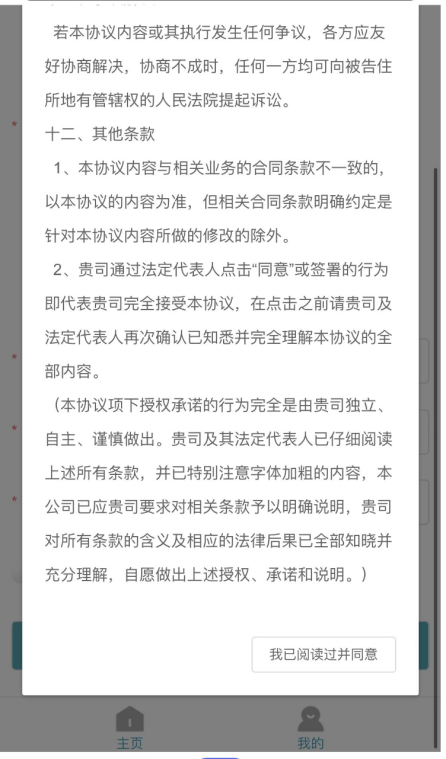 若本协议内容或其执行发生任何争议，各方应友
好协商解决，协商不成时，任何一方均可向被告住
所地有管辖权的人民法院提起诉讼。
十二、其他条款
1、本协议内容与相关业务的合同条款不一致的，
以本协议的内容为准，但相关合同条款明确约定是
针对本协议内容所做的修改的除外。
2、贵司通过法定代表人点击“同意”或签署的行为
即代表贵司完全接受本协议，在点击之前请贵司及
法定代表人再次确认已知悉并完全理解本协议的全
部内容。
（本协议项下授权承诺的行为完全是由贵司独立、
自主、谨慎做出。贵司及其法定代表人已仔细阅读
上述所有条款，并已特别注意字体加粗的内容，本
公司已应贵司要求对相关条款予以明确说明，贵司
对所有条款的含义及相应的法律后果已全部知晓并
充分理解，自愿做出上述授权、承诺和说明。）
我已阅读过并同意
主页
我的